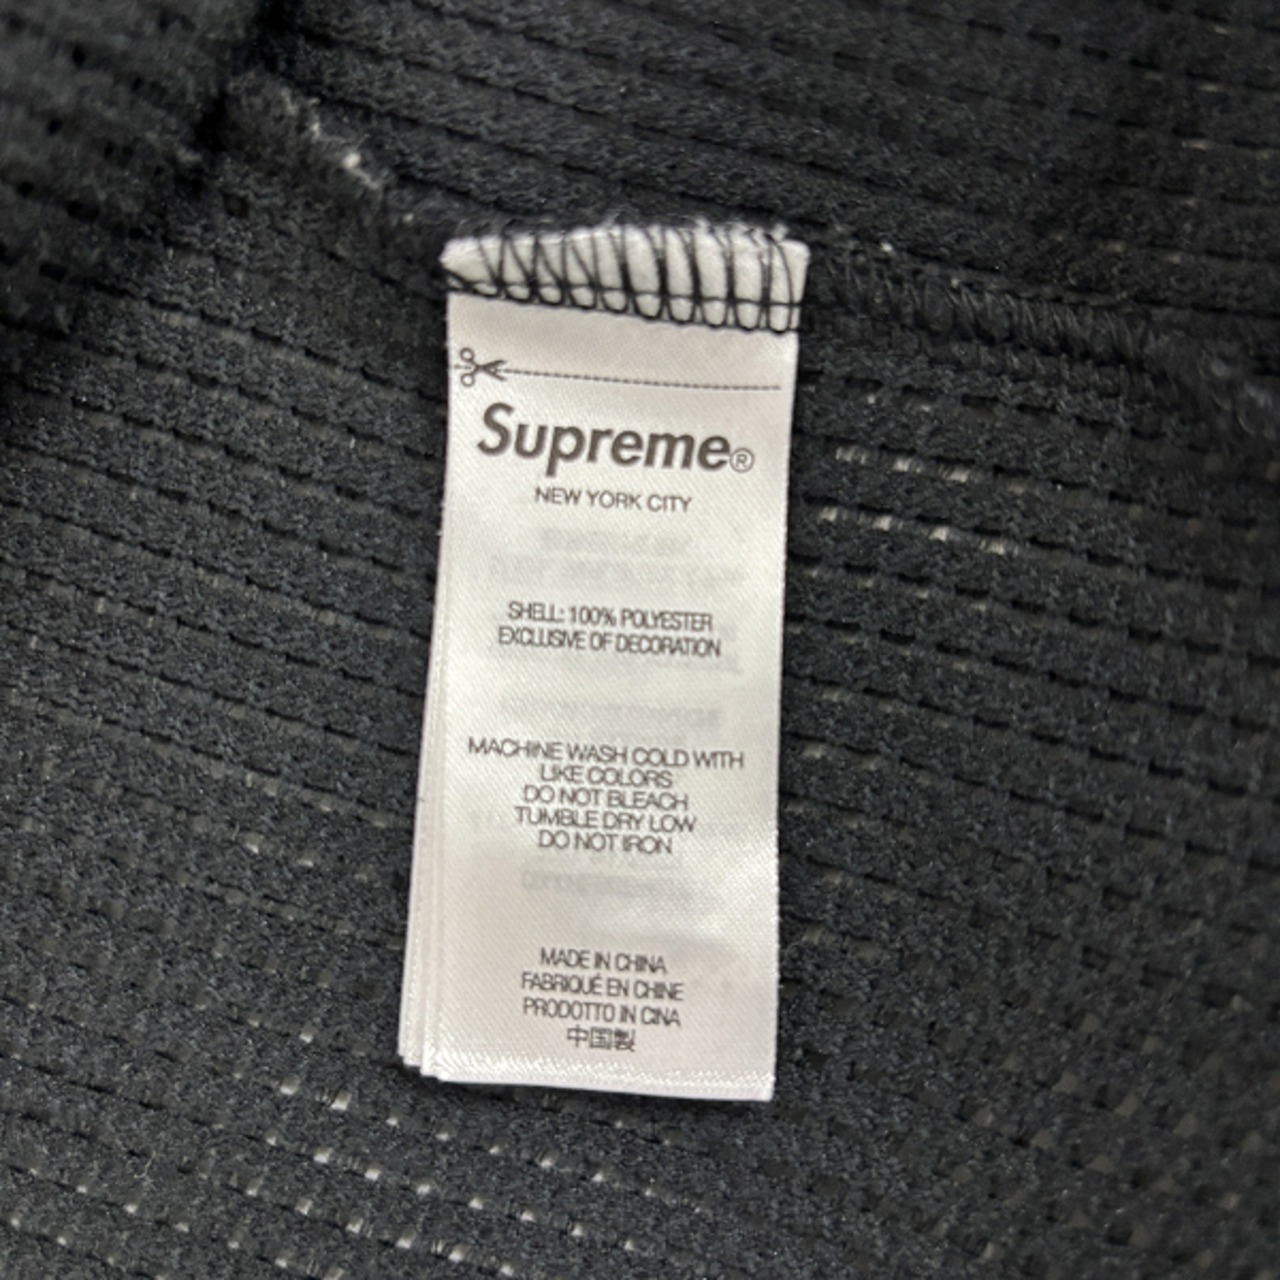 Supreme®
NEW YORK CITY
SHELL: 100% POLYESTER
EXCLUSIVE OF DECORATION
MACHINE WASH COLD WITH
LIKE COLORS
DO NOT BLEACH
TUMBLE DRY LOW
DO NOT IRON
MADE IN CHINA
FABRIQUÉ EN CHINE
PRODOTTO IN CINA
中国製